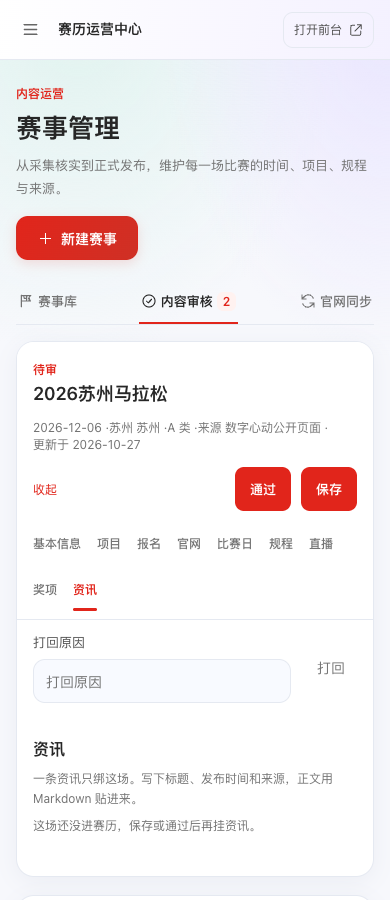 赛历运营中心
打开前台
内容运营
赛事管理
从采集核实到正式发布，维护每一场比赛的时间、项目、规程
与来源。
新建赛事
赛事库
内容审核 2
官网同步
待审
2026苏州马拉松
2026-12-06 ·苏州 苏州 ·A 类 ·来源 数字心动公开页面 ·
更新于 2026-10-27
收起
通过
保存
基本信息 项目 报名 官网 比赛日 规程 直播
奖项 资讯
打回原因
打回原因
打回
资讯
一条资讯只绑这场。写下标题、发布时间和来源，正文用
Markdown 贴进来。
这场还没进赛历，保存或通过后再挂资讯。